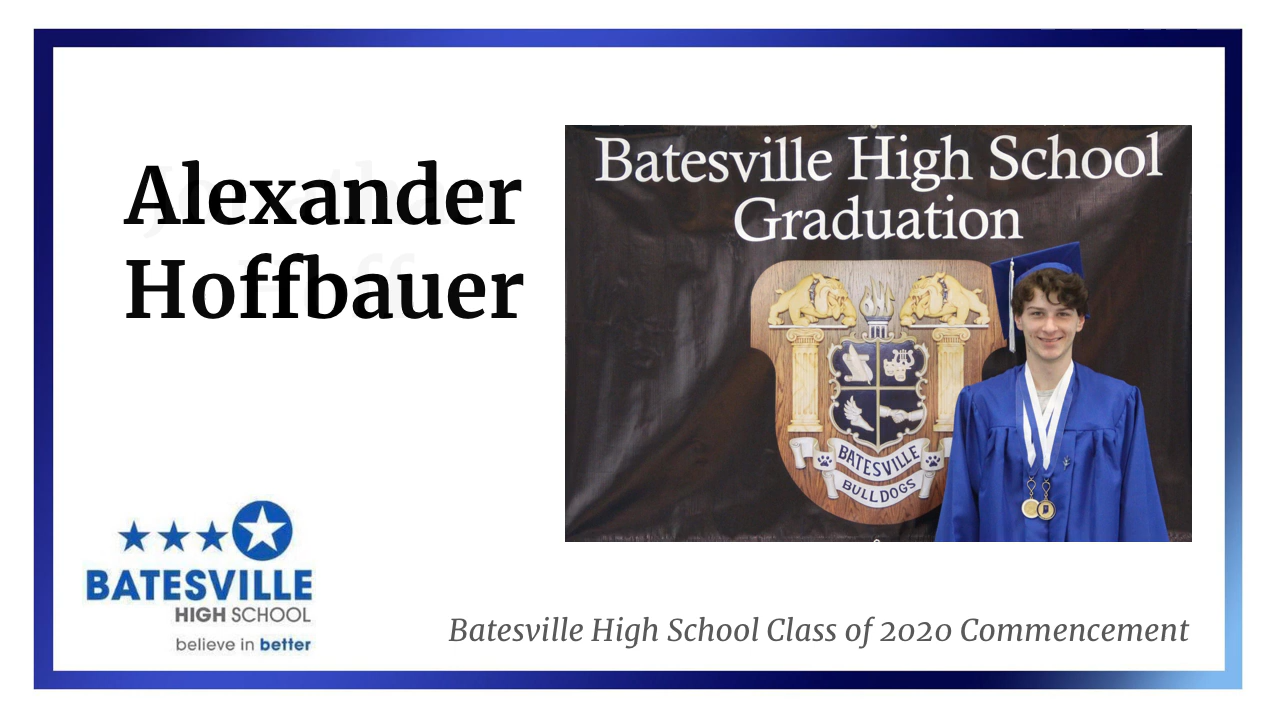 Alexander
Hoffbauer
Batesville High School
Graduation
BATESVILLE
BULLDOGS
BATESVILLE
HIGH SCHOOL
believe in better
Batesville High School Class of 2020 Commencement